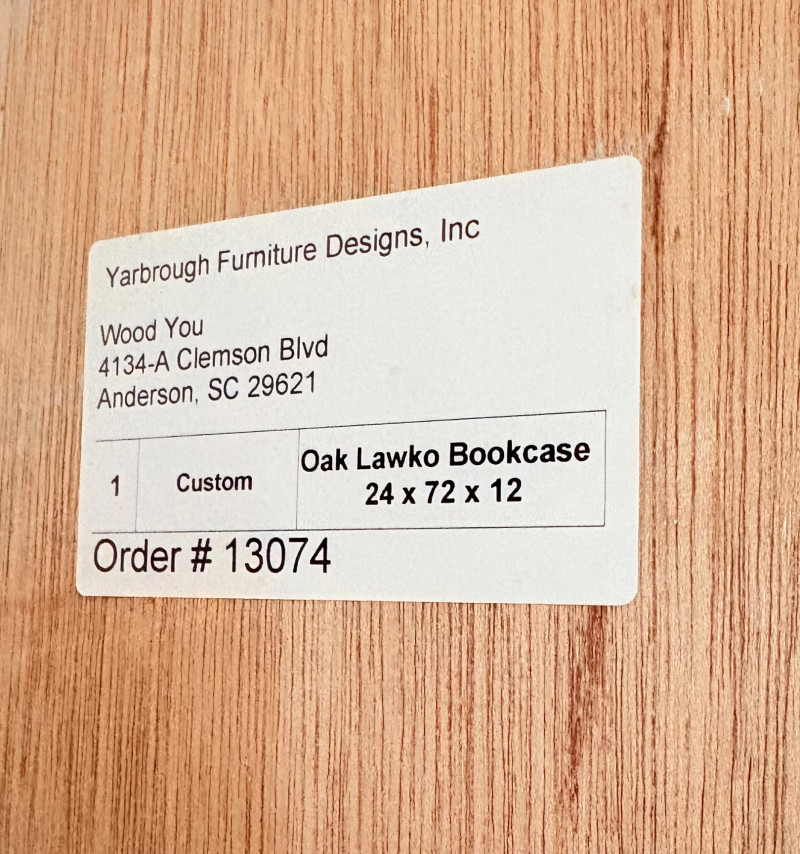 Yarbrough Furniture Designs, Inc
Wood You
4134-A Clemson Blvd
Anderson, SC 29621
1 Custom Oak Lawko Bookcase
24 x 72 x 12
Order # 13074